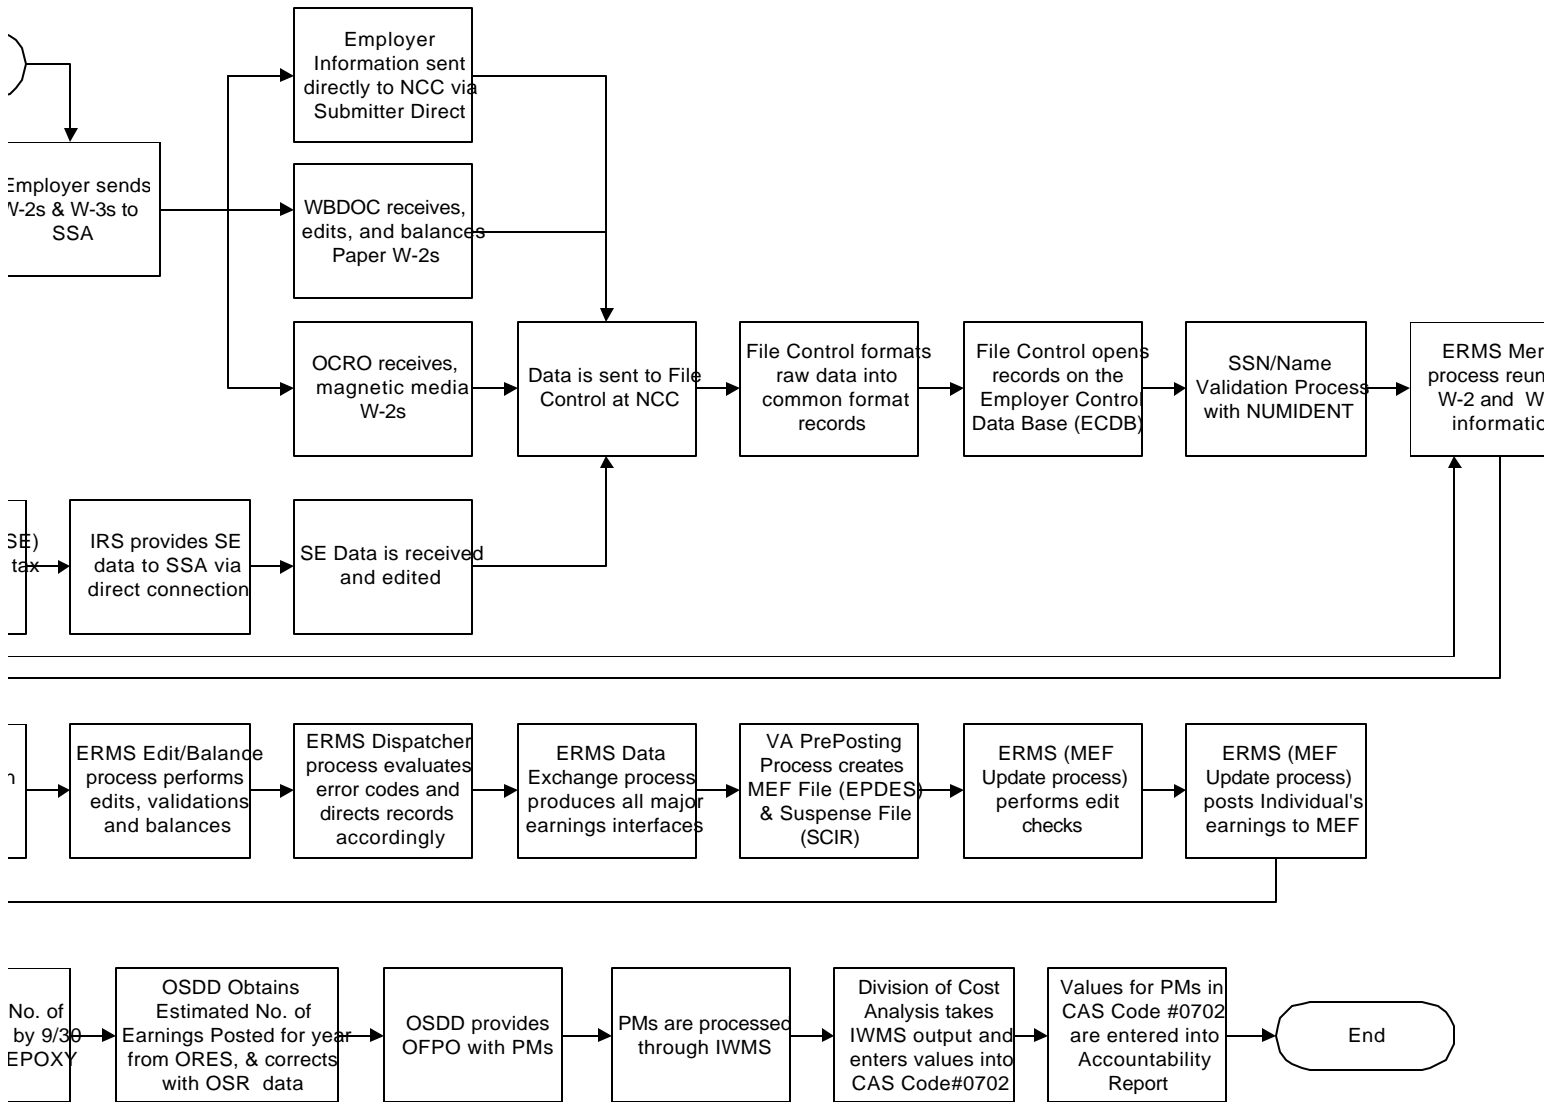 Employer
Information sent
directly to NCC via
Submitter Direct
Employer sends
W-2s & W-3s to
SSA
WBDOC receives,
edits, and balances
Paper W-2s
OCRO receives,
magnetic media
W-2s
Data is sent to File
Control at NCC
File Control formats
raw data into
common format
records
File Control opens
records on the
Employer Control
Data Base (ECDB)
SSN/Name
Validation Process
with NUMIDENT
ERMS
process
W-2 and
SE)
tax
IRS provides SE
data to SSA via
direct connection
SE Data is received
and edited
ERMS Edit/Balance
process performs
edits, validations
and balances
ERMS Dispatcher
process evaluates
error codes and
directs records
accordingly
ERMS Data
Exchange process
produces all major
earnings interfaces
VA PrePosting
Process creates
MEF File (EPDES)
& Suspense File
(SCIR)
ERMS (MEF
Update process)
performs edit
checks
ERMS (MEF
Update process)
posts Individual's
earnings to MEF
No. of
by 9/30
EPOXY
OSDD Obtains
Estimated No. of
Earnings Posted for year
from ORES, & corrects
with OSR data
OSDD provides
OFPO with PMs
PMs are processed
through IWMS
Division of Cost
Analysis takes
IWMS output and
enters values into
CAS Code#0702
Values for PMs in
CAS Code #0702
are entered into
Accountability
Report
End